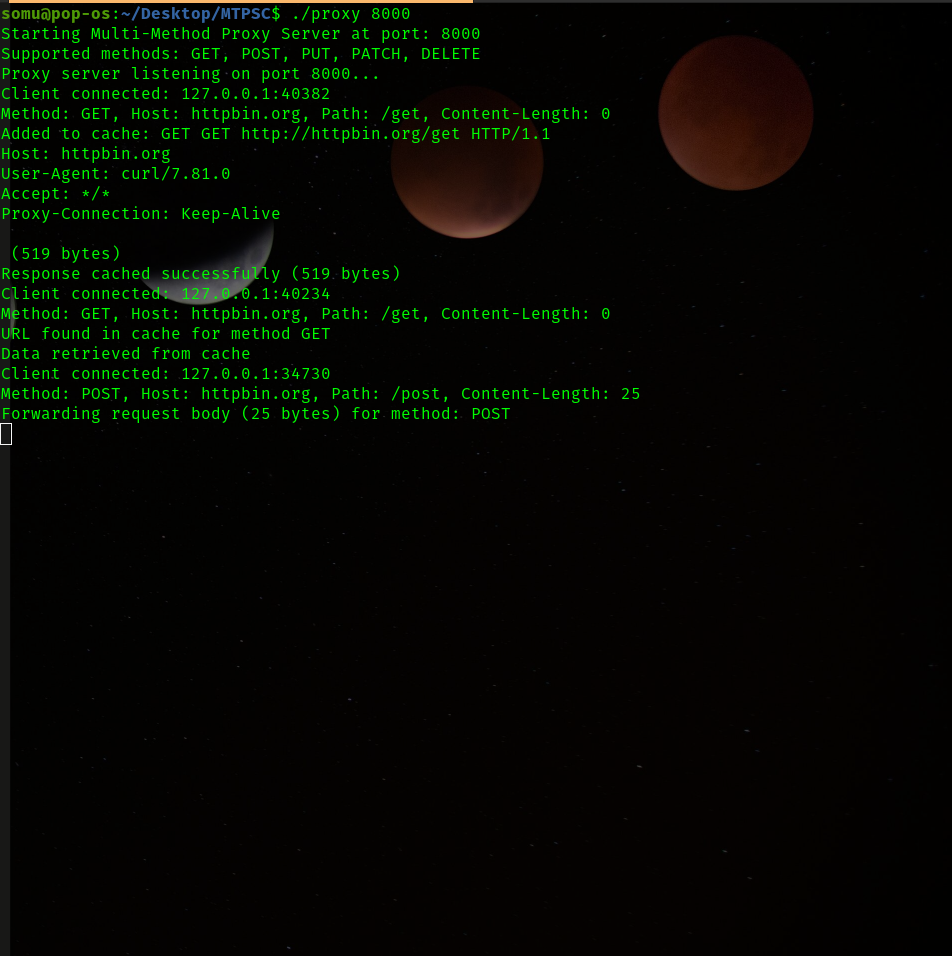 somu@pop-os:~/Desktop/MTPSC$ ./proxy 8000
Starting Multi-Method Proxy Server at port: 8000
Supported methods: GET, POST, PUT, PATCH, DELETE
Proxy server listening on port 8000...
Client connected: 127.0.0.1:40382
Method: GET, Host: httpbin.org, Path: /get, Content-Length: 0
Added to cache: GET GET http://httpbin.org/get HTTP/1.1
Host: httpbin.org
User-Agent: curl/7.81.0
Accept: */*
Proxy-Connection: Keep-Alive

 (519 bytes)
Response cached successfully (519 bytes)
Client connected: 127.0.0.1:40234
Method: GET, Host: httpbin.org, Path: /get, Content-Length: 0
URL found in cache for method GET
Data retrieved from cache
Client connected: 127.0.0.1:34730
Method: POST, Host: httpbin.org, Path: /post, Content-Length: 25
Forwarding request body (25 bytes) for method: POST